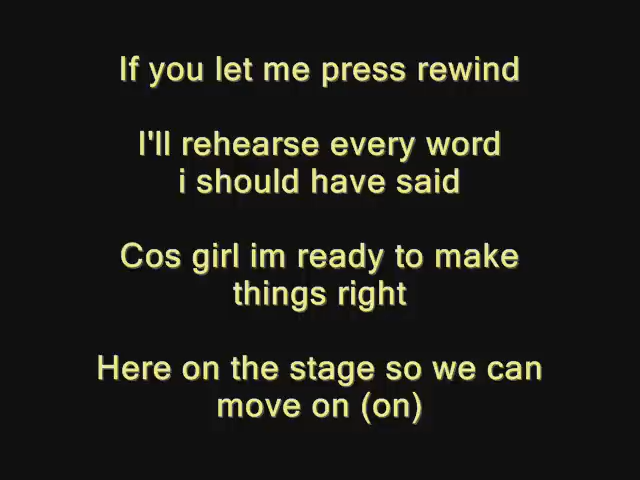 If you let me press rewind
I'll rehearse every word
i should have said
Cos girl im ready to make
things right
Here on the stage so we can
move on (on)